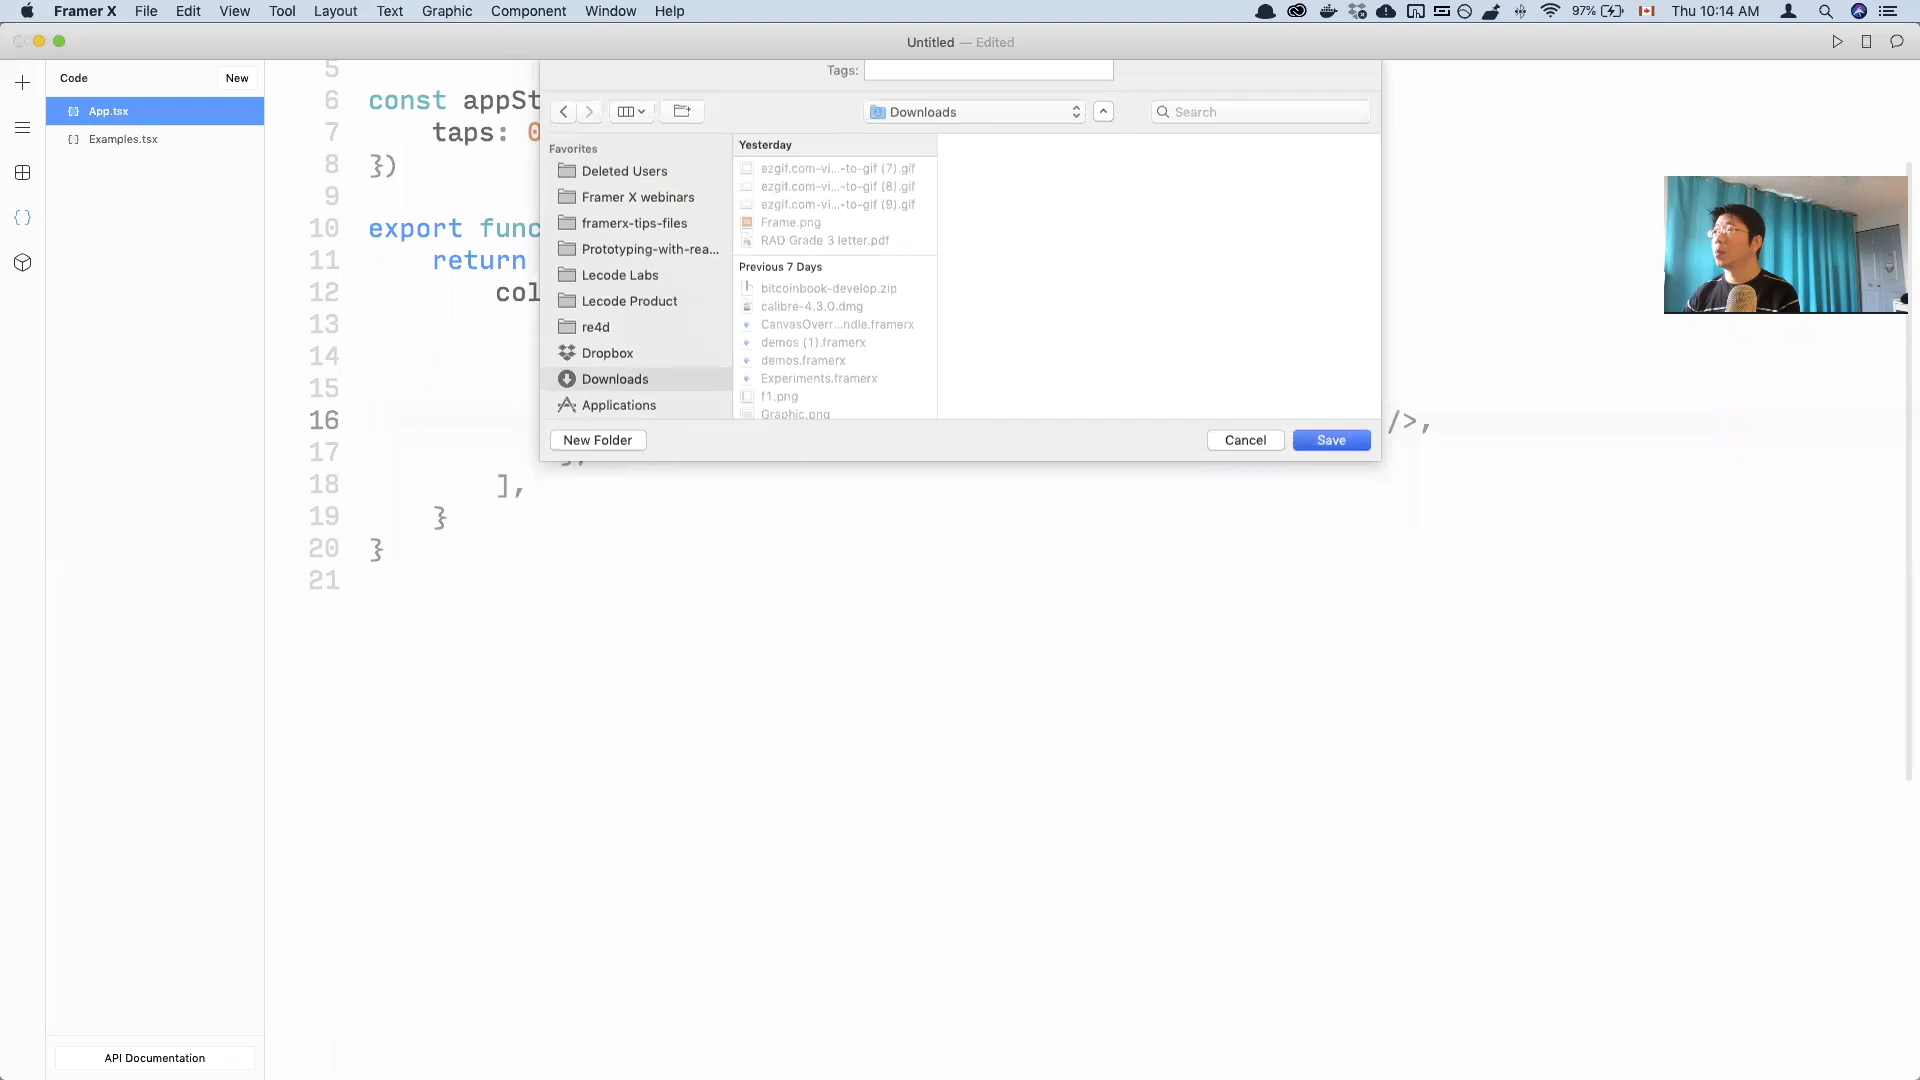 Framer X File Edit View Tool Layout Text Graphic Component Window Help
97% Thu 10:14 AM
Untitled — Edited
Code New
App.tsx
Examples.tsx
API Documentation
5
6 const appSt
7 taps: 0
8 })
9
10 export func
11 return
12 col
13
14
15
16 />,
17 ],
18 ],
19 }
20 }
21
Tags:
Downloads
Search
Favorites
Deleted Users
Framer X webinars
framerx-tips-files
Prototyping-with-rea...
Lecode Labs
Lecode Product
re4d
Dropbox
Downloads
Applications
Yesterday
ezgif.com-vi...-to-gif (7).gif
ezgif.com-vi...-to-gif (8).gif
ezgif.com-vi...-to-gif (9).gif
Frame.png
RAD Grade 3 letter.pdf
Previous 7 Days
bitcoinbook-develop.zip
calibre-4.3.0.dmg
CanvasOverr...ndle.framerx
demos (1).framerx
demos.framerx
Experiments.framerx
f1.png
Graphic.png
New Folder
Cancel
Save